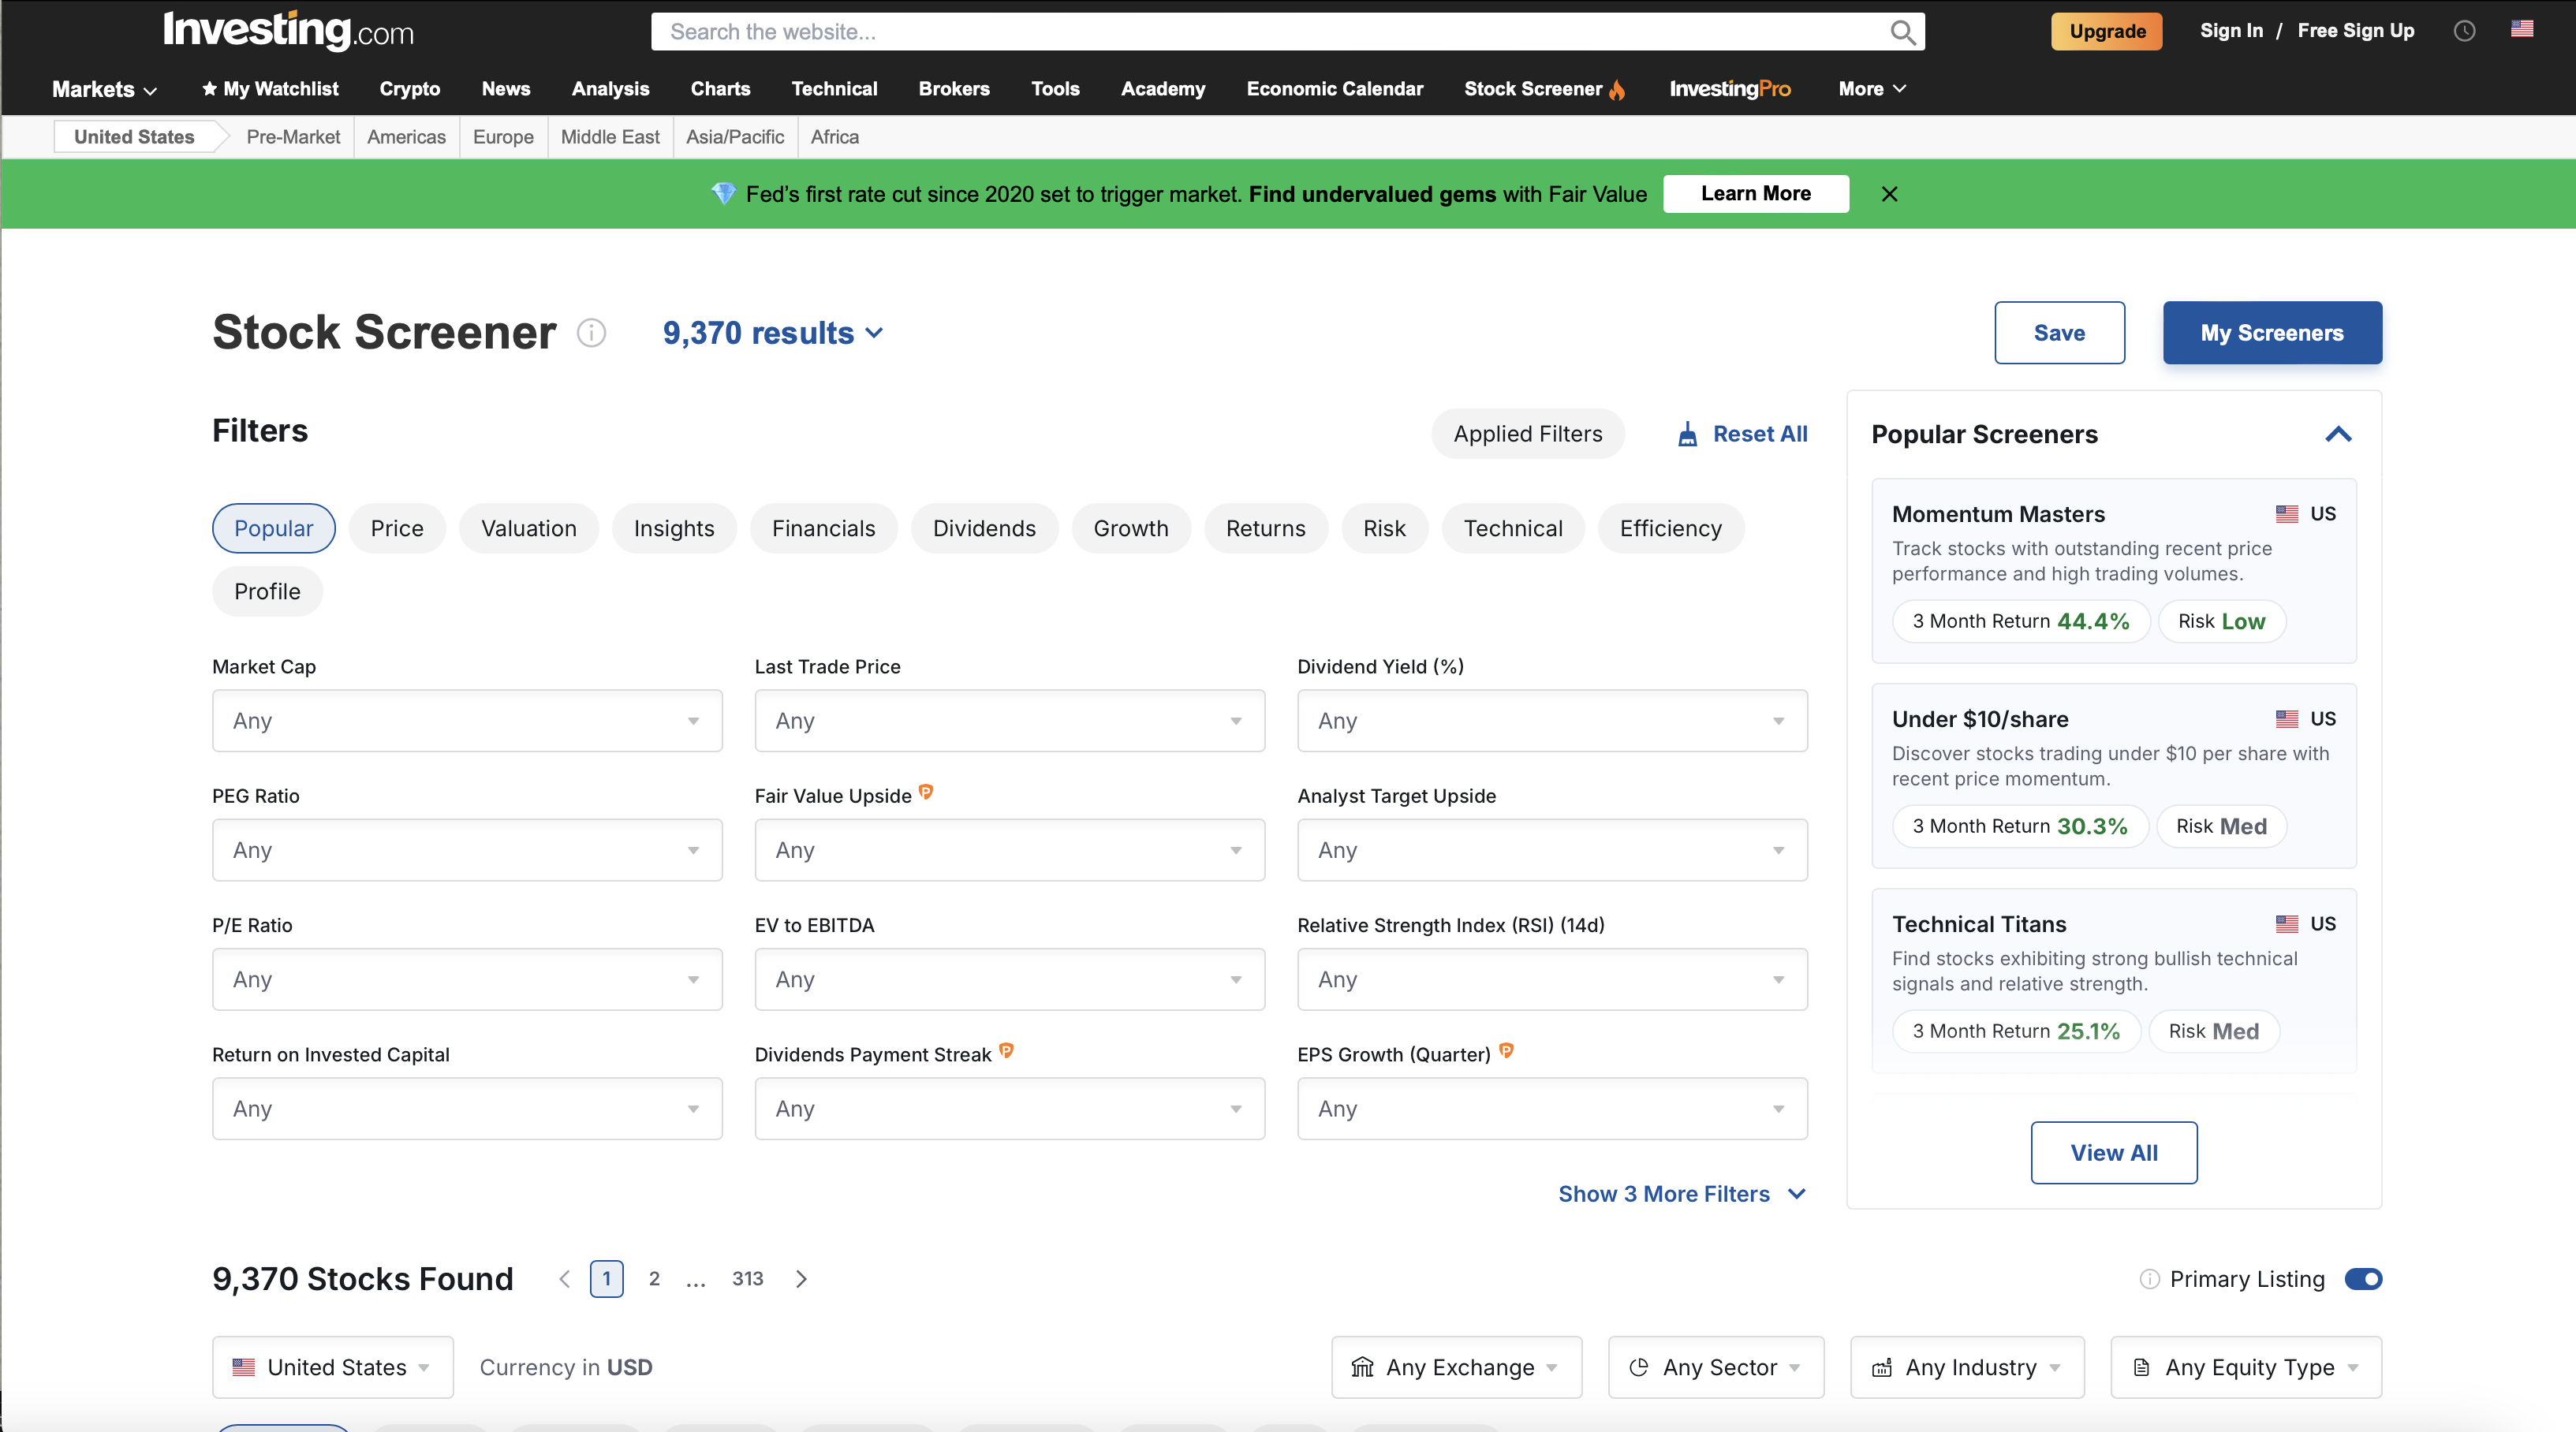 Investing.com
Search the website...
Upgrade
Sign In / Free Sign Up
Markets
My Watchlist
Crypto
News
Analysis
Charts
Technical
Brokers
Tools
Academy
Economic Calendar
Stock Screener
InvestingPro
More
United States
Pre-Market
Americas
Europe
Middle East
Asia/Pacific
Africa
Fed's first rate cut since 2020 set to trigger market. Find undervalued gems with Fair Value
Learn More
Stock Screener
9,370 results
Save
My Screeners
Filters
Applied Filters
Reset All
Popular
Price
Valuation
Insights
Financials
Dividends
Growth
Returns
Risk
Technical
Efficiency
Profile
Market Cap
Any
Last Trade Price
Any
Dividend Yield (%)
Any
PEG Ratio
Any
Fair Value Upside
Any
Analyst Target Upside
Any
P/E Ratio
Any
EV to EBITDA
Any
Relative Strength Index (RSI) (14d)
Any
Return on Invested Capital
Any
Dividends Payment Streak
Any
EPS Growth (Quarter)
Any
Show 3 More Filters
Popular Screeners
Momentum Masters
US
Track stocks with outstanding recent price
performance and high trading volumes.
3 Month Return 44.4%
Risk Low
Under $10/share
US
Discover stocks trading under $10 per share with
recent price momentum.
3 Month Return 30.3%
Risk Med
Technical Titans
US
Find stocks exhibiting strong bullish technical
signals and relative strength.
3 Month Return 25.1%
Risk Med
View All
9,370 Stocks Found
1
2
...
313
Primary Listing
United States
Currency in USD
Any Exchange
Any Sector
Any Industry
Any Equity Type